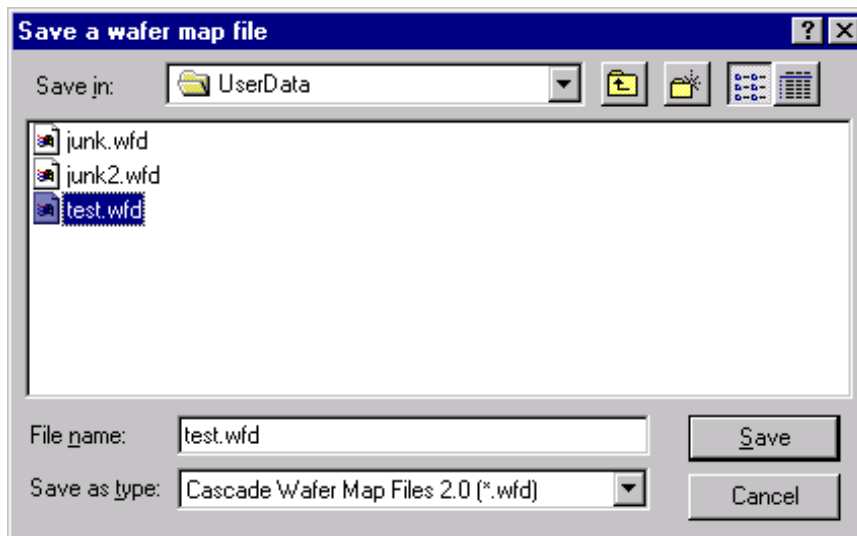 Save a wafer map file
Save in: UserData
junk.wfd
junk2.wfd
test.wfd
File name: test.wfd Save
Save as type: Cascade Wafer Map Files 2.0 (*.wfd) Cancel